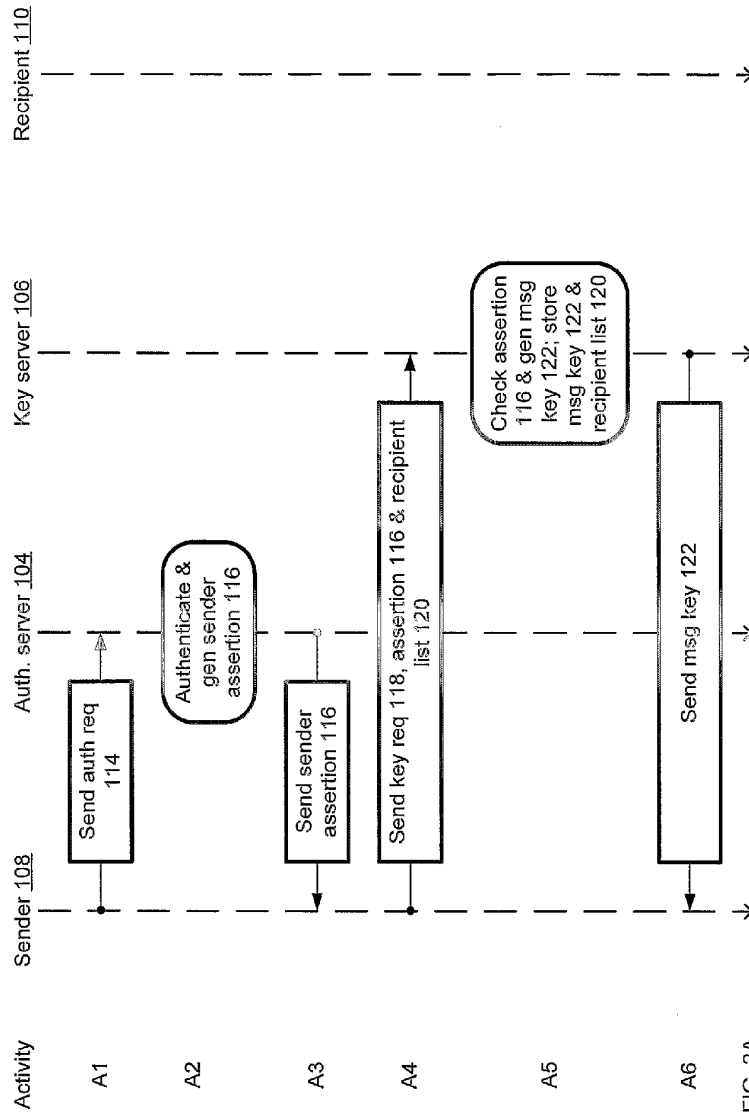 Activity
Sender 108
Auth. server 104
Key server 106
Recipient 110
A1
Send auth req
114
A2
Authenticate &
gen sender
assertion 116
A3
Send sender
assertion 116
A4
Send key req 118, assertion 116 & recipient
list 120
A5
Check assertion
116 & gen msg
key 122; store
msg key 122 &
recipient list 120
A6
Send msg key 122